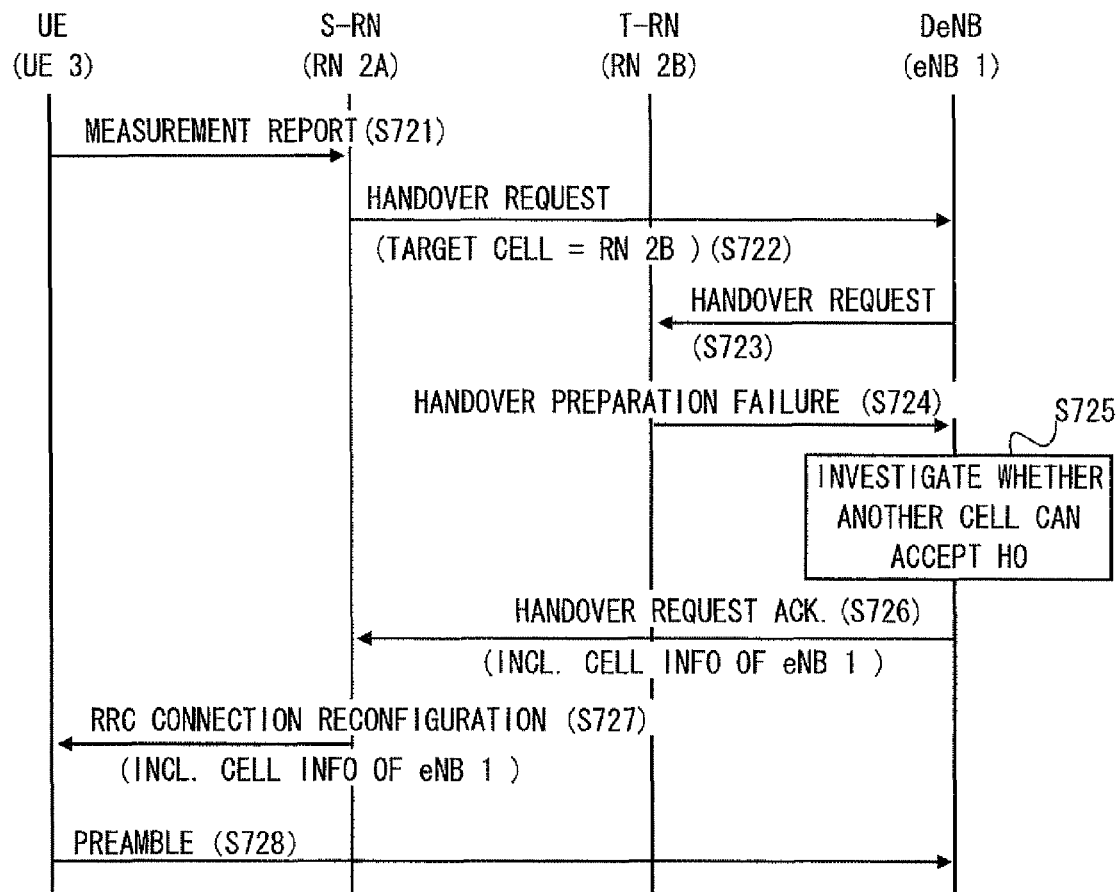 UE S-RN T-RN DeNB
(UE 3) (RN 2A) (RN 2B) (eNB 1)
MEASUREMENT REPORT (S721)
HANDOVER REQUEST
(TARGET CELL = RN 2B ) (S722)
HANDOVER REQUEST
(S723)
HANDOVER PREPARATION FAILURE (S724)
S725
INVESTIGATE WHETHER
ANOTHER CELL CAN
ACCEPT HO
HANDOVER REQUEST ACK. (S726)
(INCL. CELL INFO OF eNB 1 )
RRC CONNECTION RECONFIGURATION (S727)
(INCL. CELL INFO OF eNB 1 )
PREAMBLE (S728)